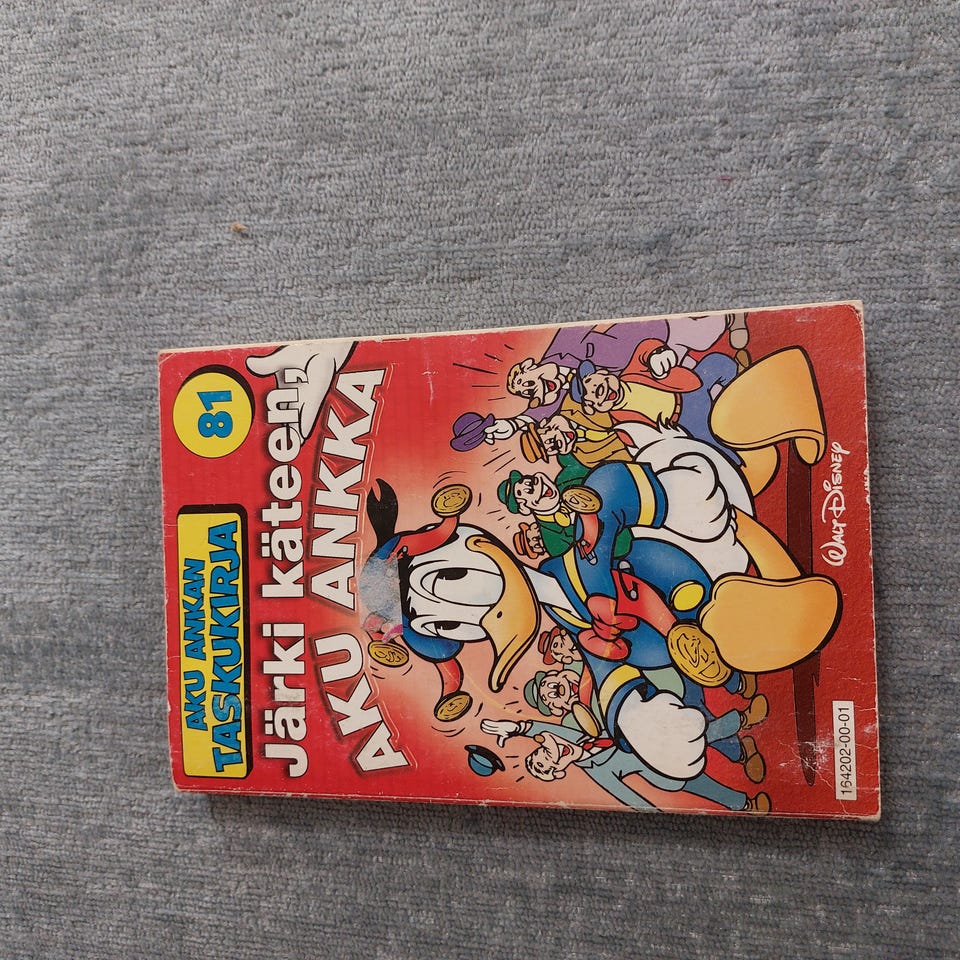 AKU ANKAN
TASKUKIRJA
81
Järki käteen,
AKU ANKKA
WALT DISNEY
164202-00-01